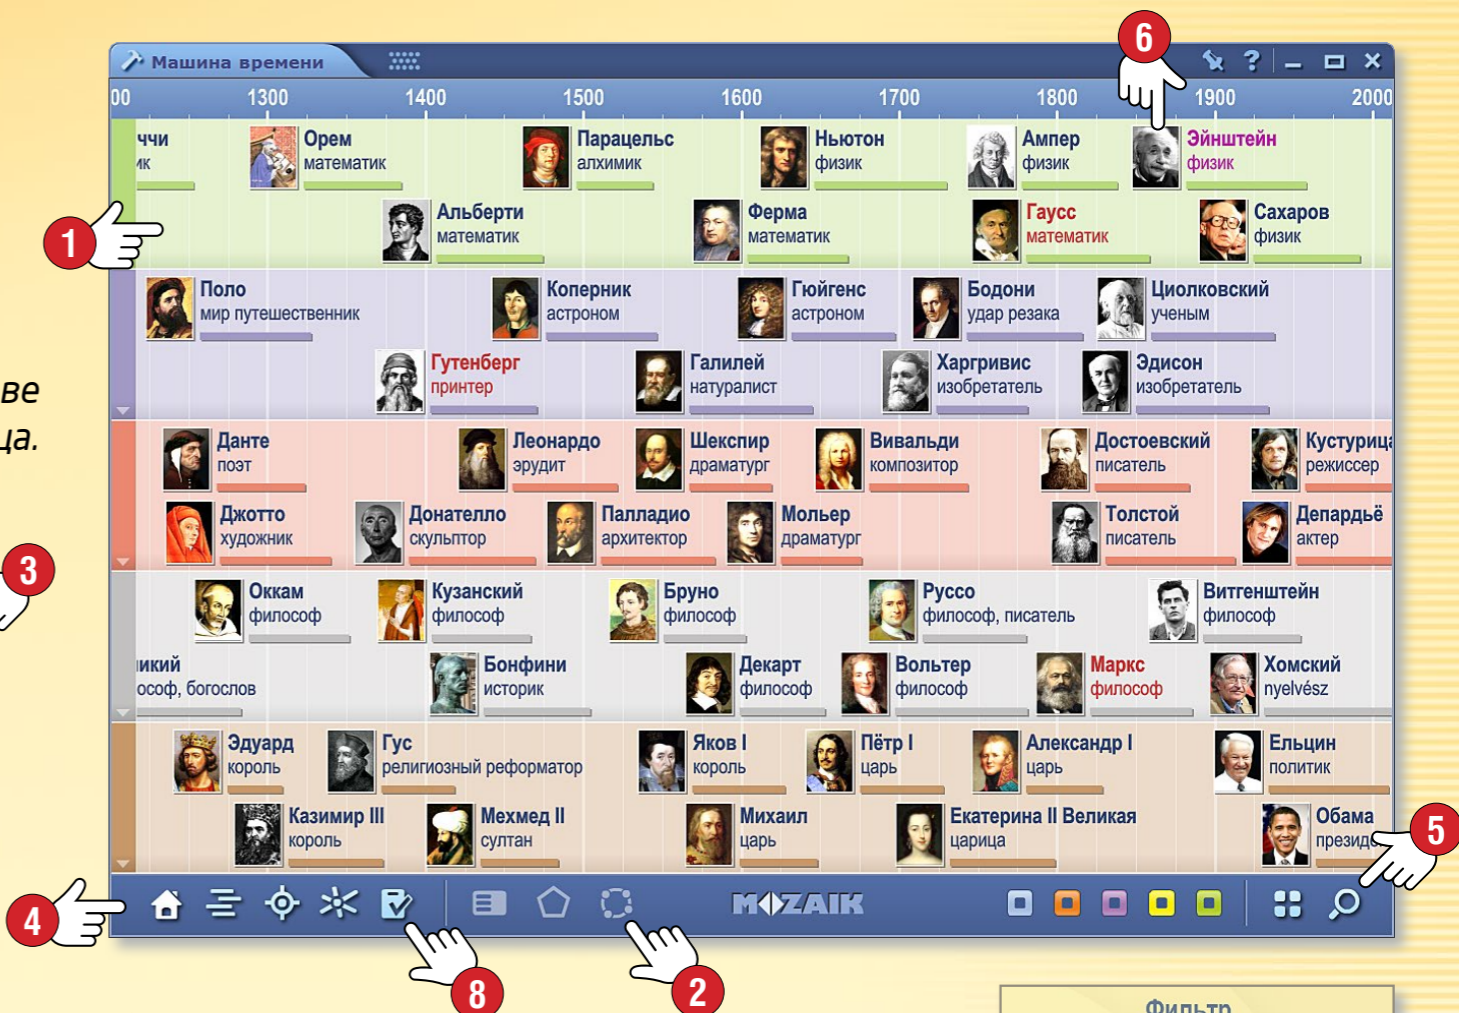 6
Машина времени
?
00 1300 1400 1500 1600 1700 1800 1900 2000
ччи Орем Парацельс Ньютон Ампер Эйнштейн
ик математик алхимик физик физик физик
1
Альберти Ферма Гаусс Сахаров
математик математик математик физик
Поло Коперник Гюйгенс Бодони Циолковский
мир путешественник астроном астроном удар резака ученым
Гутенберг Галилей Харгривис Эдисон
принтер натуралист изобретатель изобретатель
ве
ца.
Данте Леонардо Шекспир Вивальди Достоевский Кустурица
поэт эрудит драматург композитор писатель режиссер
Джотто Донателло Палладио Мольер Толстой Депардьё
художник скульптор архитектор драматург писатель актер
3
Оккам Кузанский Бруно Руссо Витгенштейн
философ философ философ философ, писатель философ
икий Бонфини Декарт Вольтер Маркс Хомский
ософ, богослов историк философ философ философ nyelvész
Эдуард Гус Яков I Пётр I Александр I Ельцин
король религиозный реформатор король царь царь политик
Казимир III Мехмед II Михаил Екатерина II Великая Обама
король султан царь царица президе
5
4
MOZAIK
8
2
Фильтр